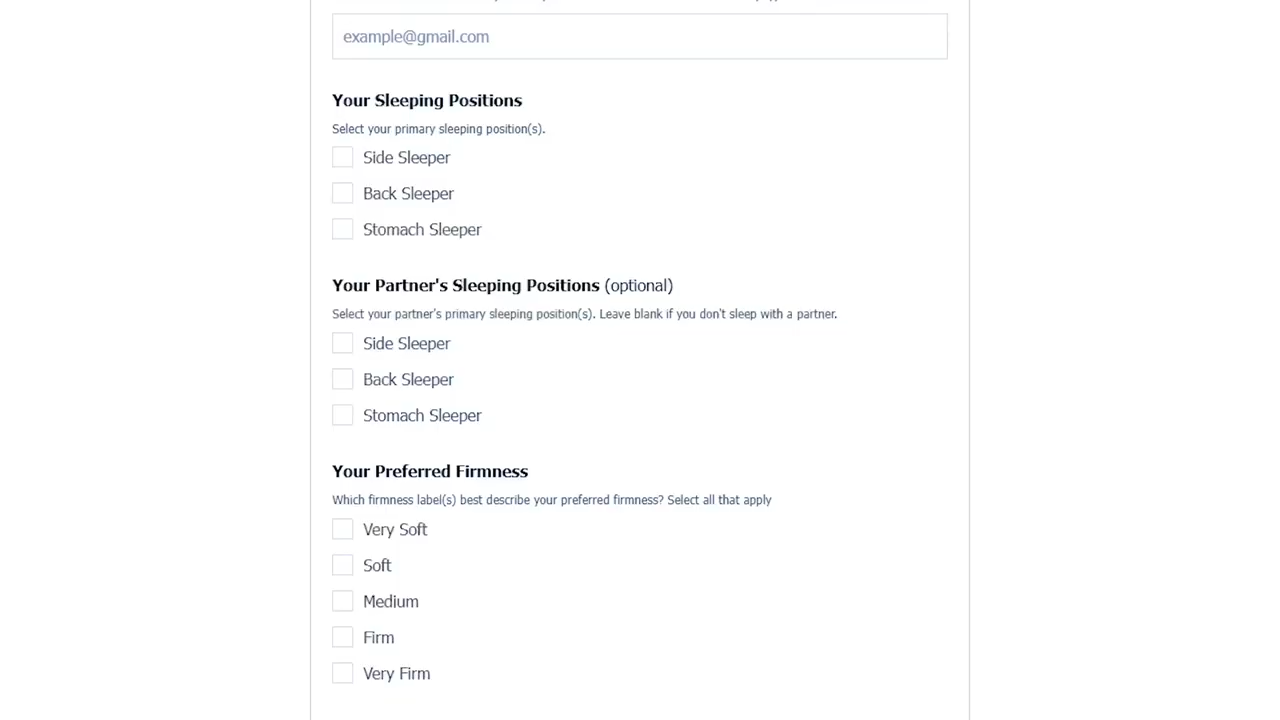 example@gmail.com
Your Sleeping Positions
Select your primary sleeping position(s).
Side Sleeper
Back Sleeper
Stomach Sleeper
Your Partner's Sleeping Positions (optional)
Select your partner's primary sleeping position(s). Leave blank if you don't sleep with a partner.
Side Sleeper
Back Sleeper
Stomach Sleeper
Your Preferred Firmness
Which firmness label(s) best describe your preferred firmness? Select all that apply
Very Soft
Soft
Medium
Firm
Very Firm